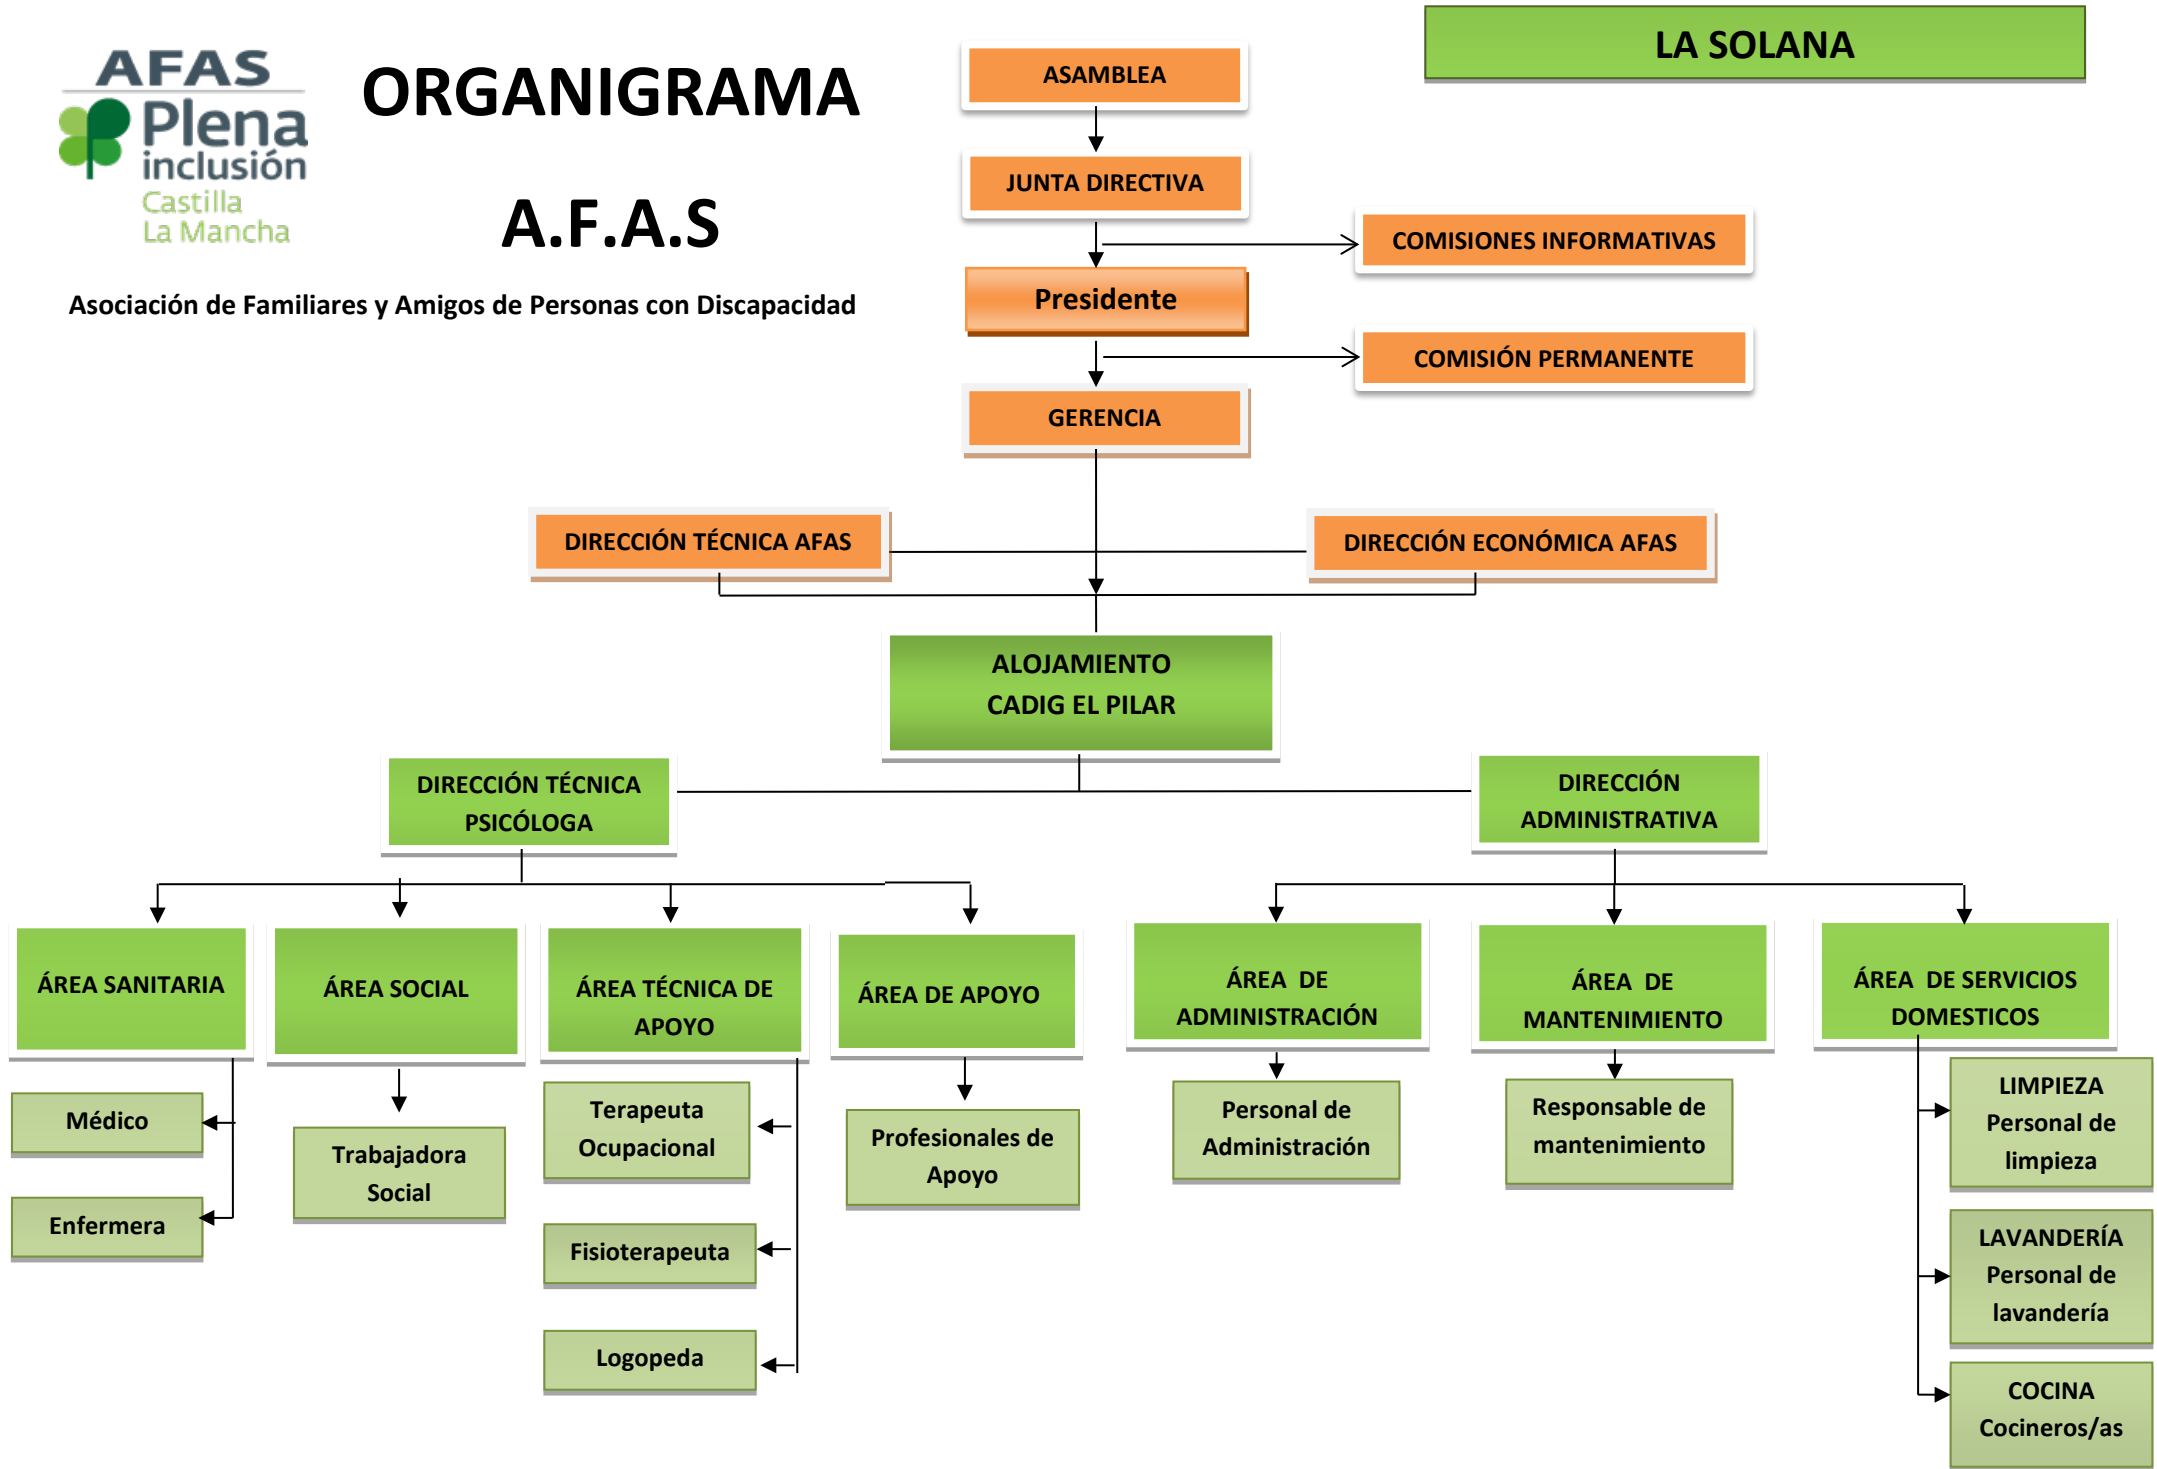 AFAS
Plena
inclusión
Castilla
La Mancha
ORGANIGRAMA
A.F.A.S
Asociación de Familiares y Amigos de Personas con Discapacidad
LA SOLANA
ASAMBLEA
JUNTA DIRECTIVA
COMISIONES INFORMATIVAS
Presidente
COMISIÓN PERMANENTE
GERENCIA
DIRECCIÓN TÉCNICA AFAS
DIRECCIÓN ECONÓMICA AFAS
ALOJAMIENTO
CADIG EL PILAR
DIRECCIÓN TÉCNICA
PSICÓLOGA
DIRECCIÓN
ADMINISTRATIVA
ÁREA SANITARIA
ÁREA SOCIAL
ÁREA TÉCNICA DE
APOYO
ÁREA DE APOYO
ÁREA  DE
ADMINISTRACIÓN
ÁREA  DE
MANTENIMIENTO
ÁREA  DE SERVICIOS
DOMESTICOS
Médico
Enfermera
Trabajadora
Social
Terapeuta
Ocupacional
Fisioterapeuta
Logopeda
Profesionales de
Apoyo
Personal de
Administración
Responsable de
mantenimiento
LIMPIEZA
Personal de
limpieza
LAVANDERÍA
Personal de
lavandería
COCINA
Cocineros/as